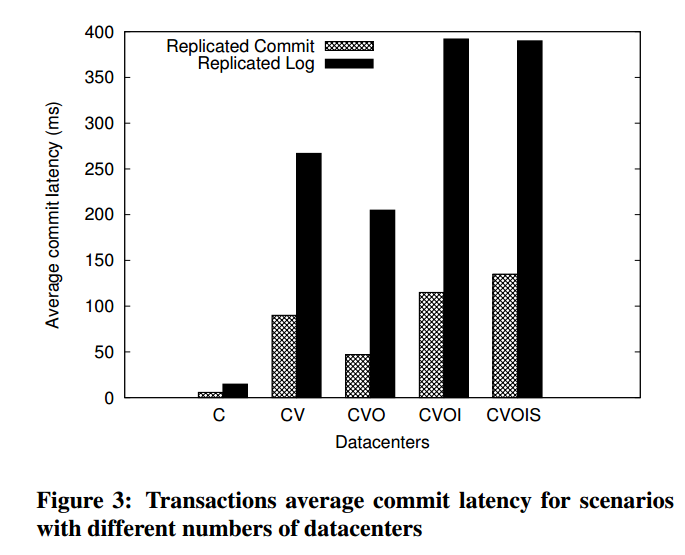 400
350
300
250
200
150
100
50
0
Average commit latency (ms)
Replicated Commit
Replicated Log
C CV CVO CVOI CVOIS
Datacenters
Figure 3: Transactions average commit latency for scenarios
with different numbers of datacenters